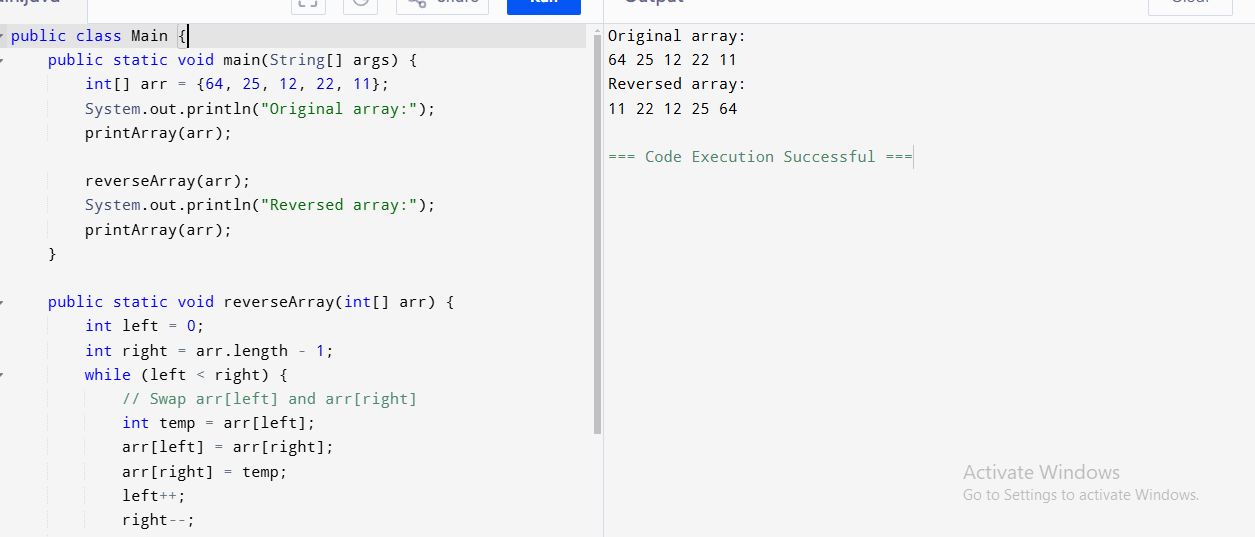 public class Main {
public static void main(String[] args) {
int[] arr = {64, 25, 12, 22, 11};
System.out.println("Original array:");
printArray(arr);
reverseArray(arr);
System.out.println("Reversed array:");
printArray(arr);
}
public static void reverseArray(int[] arr) {
int left = 0;
int right = arr.length - 1;
while (left < right) {
// Swap arr[left] and arr[right]
int temp = arr[left];
arr[left] = arr[right];
arr[right] = temp;
left++;
right--;
Original array:
64 25 12 22 11
Reversed array:
11 22 12 25 64
=== Code Execution Successful ===
Activate Windows
Go to Settings to activate Windows.